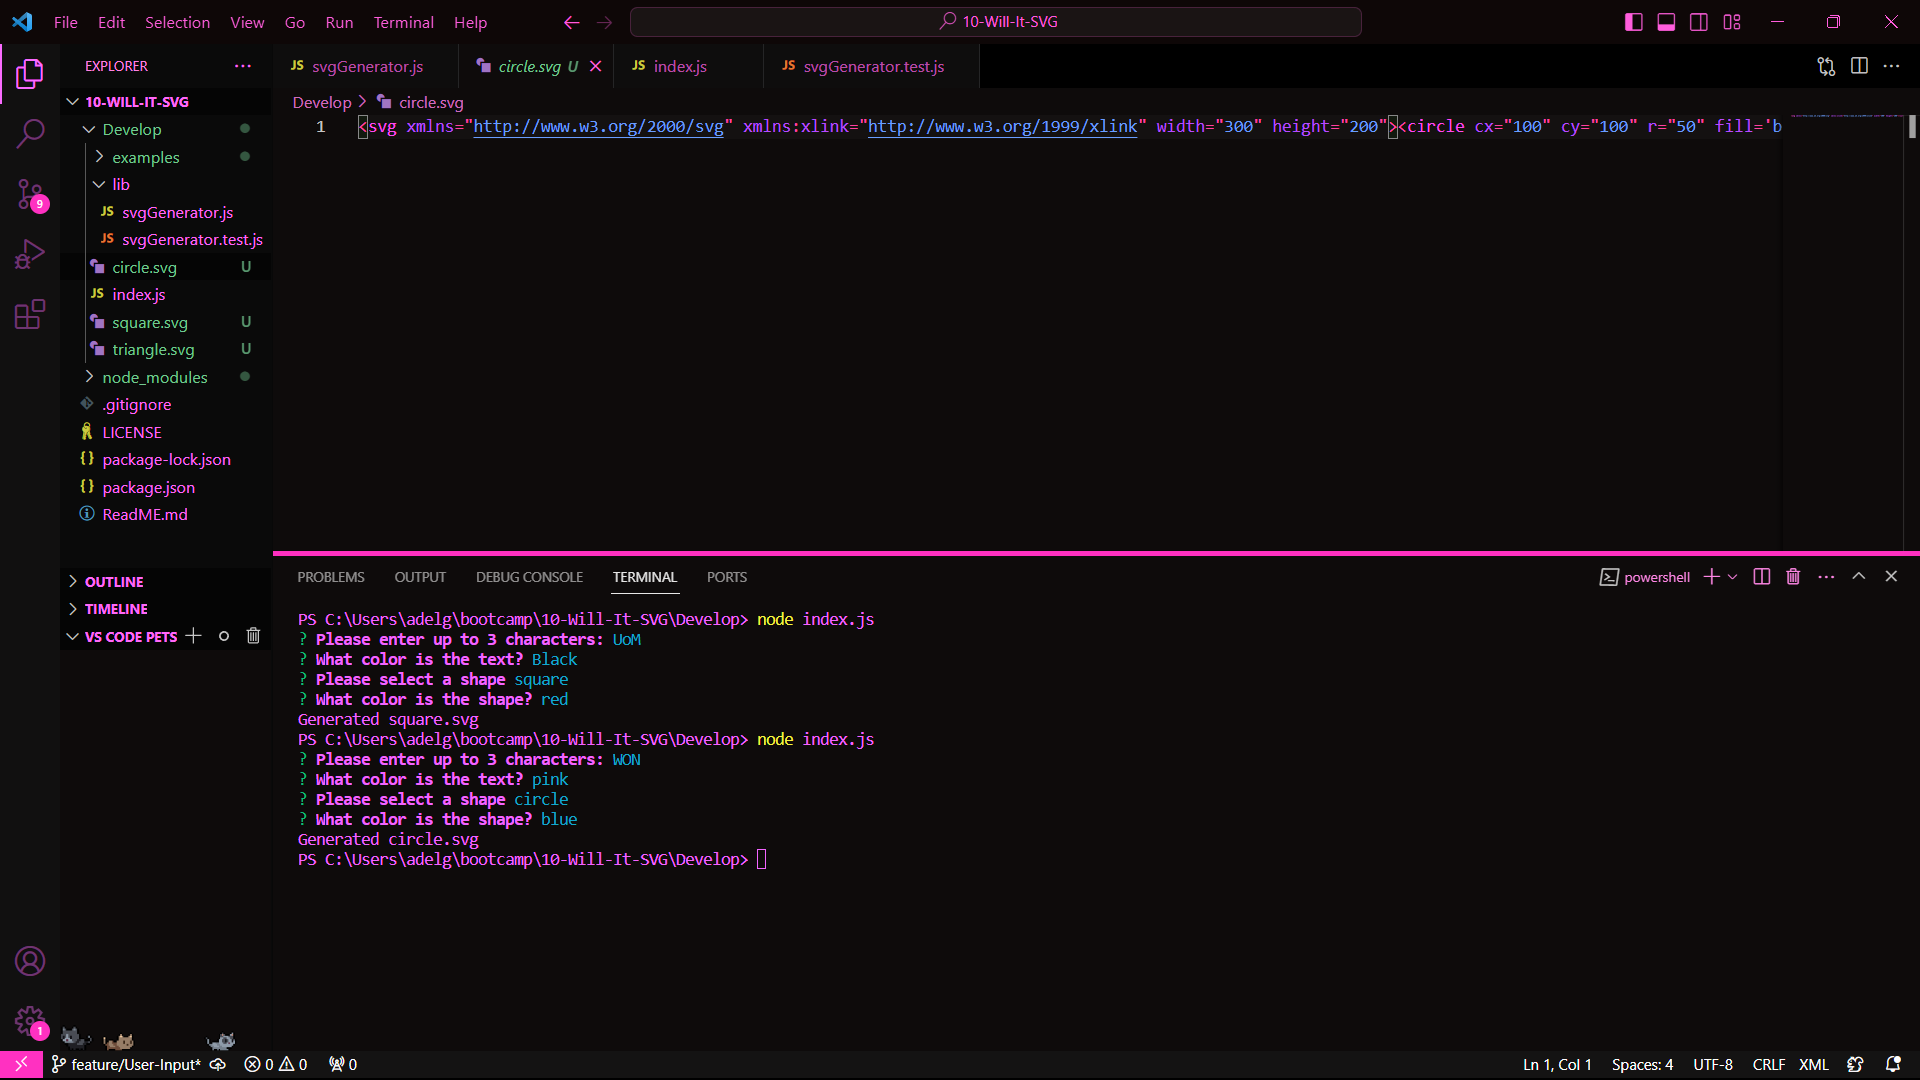 File Edit Selection View Go Run Terminal Help
10-Will-It-SVG
EXPLORER
10-WILL-IT-SVG
Develop
examples
lib
JS svgGenerator.js
JS svgGenerator.test.js
circle.svg U
JS index.js
square.svg U
triangle.svg U
node_modules
.gitignore
LICENSE
{} package-lock.json
{} package.json
ReadME.md
OUTLINE
TIMELINE
VS CODE PETS
9
1
JS svgGenerator.js
circle.svg U
JS index.js
JS svgGenerator.test.js
Develop > circle.svg
1 <svg xmlns="http://www.w3.org/2000/svg" xmlns:xlink="http://www.w3.org/1999/xlink" width="300" height="200"><circle cx="100" cy="100" r="50" fill='b
PROBLEMS OUTPUT DEBUG CONSOLE TERMINAL PORTS
powershell
PS C:\Users\adelg\bootcamp\10-Will-It-SVG\Develop> node index.js
? Please enter up to 3 characters: UoM
? What color is the text? Black
? Please select a shape square
? What color is the shape? red
Generated square.svg
PS C:\Users\adelg\bootcamp\10-Will-It-SVG\Develop> node index.js
? Please enter up to 3 characters: WON
? What color is the text? pink
? Please select a shape circle
? What color is the shape? blue
Generated circle.svg
PS C:\Users\adelg\bootcamp\10-Will-It-SVG\Develop>
feature/User-Input* 0 0 0
Ln 1, Col 1 Spaces: 4 UTF-8 CRLF XML